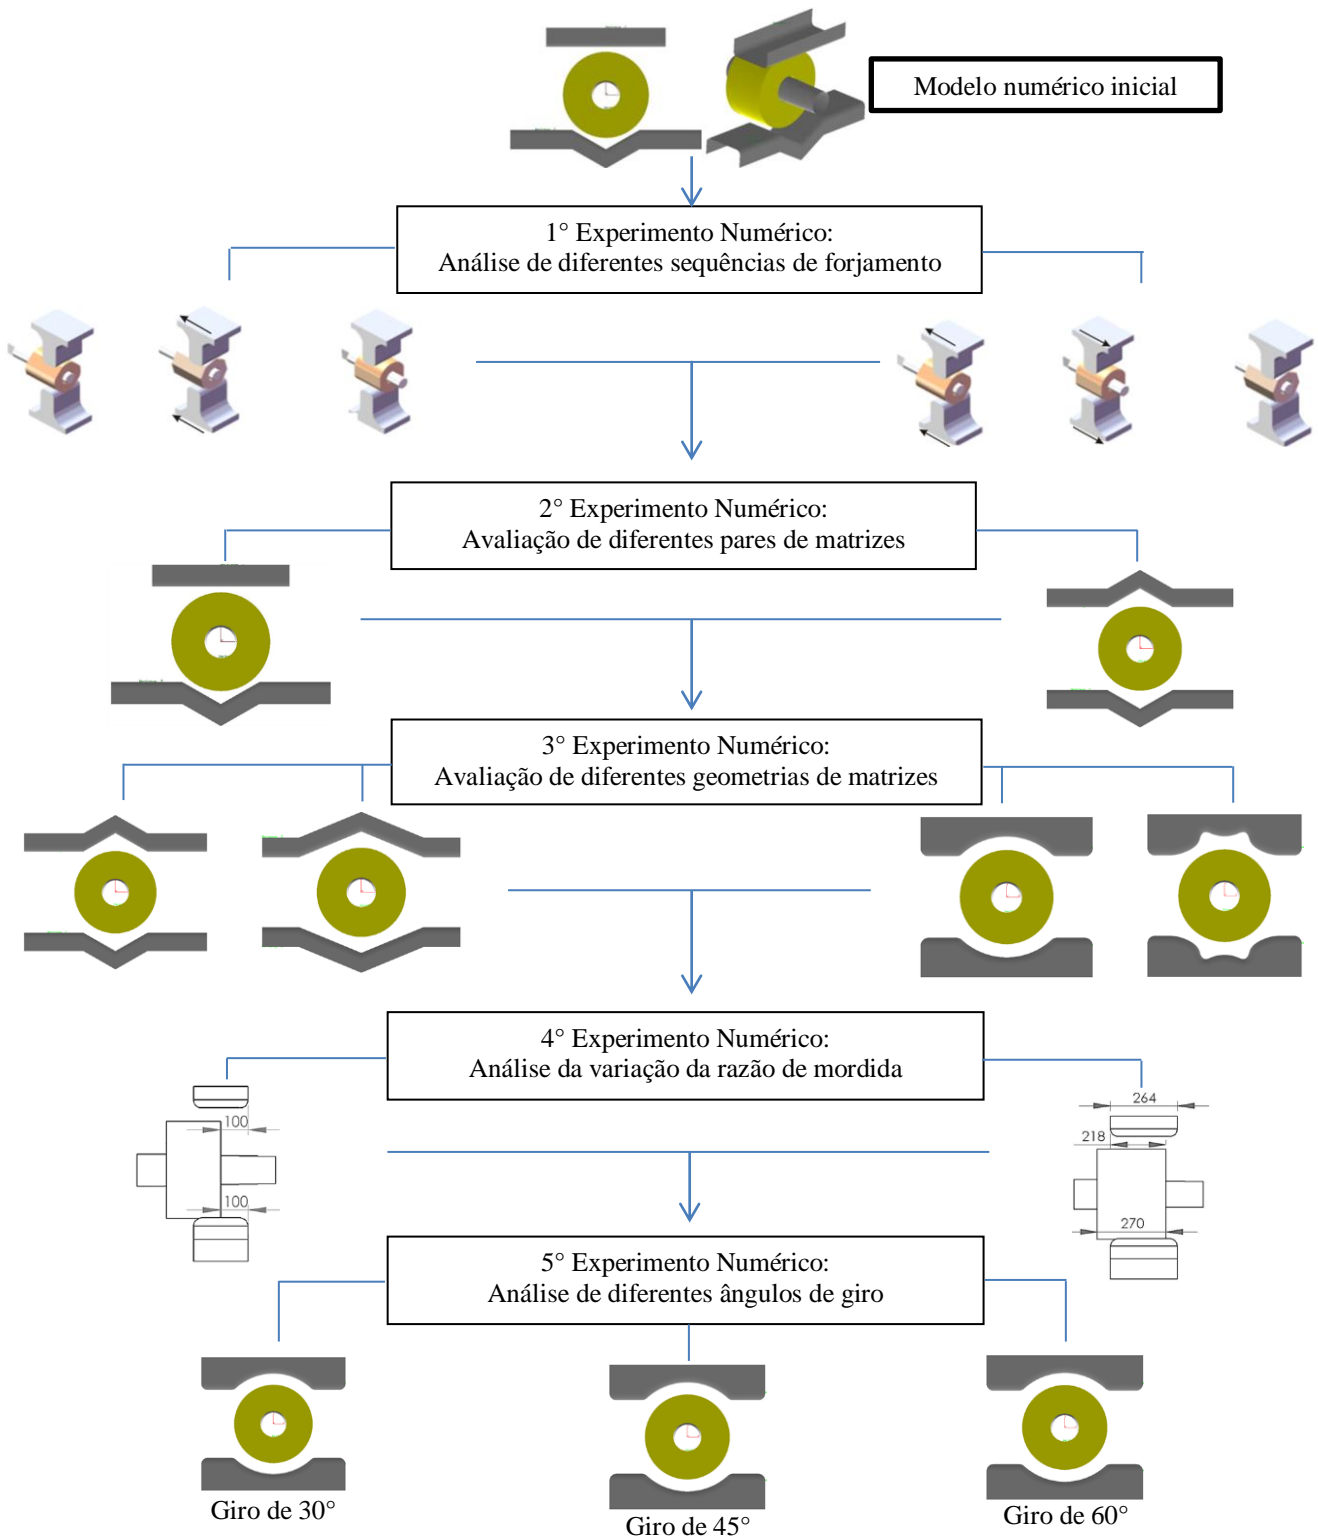 Modelo numérico inicial
1° Experimento Numérico:
Análise de diferentes sequências de forjamento
2° Experimento Numérico:
Avaliação de diferentes pares de matrizes
3° Experimento Numérico:
Avaliação de diferentes geometrias de matrizes
4° Experimento Numérico:
Análise da variação da razão de mordida
100
100
264
218
270
5° Experimento Numérico:
Análise de diferentes ângulos de giro
Giro de 30°
Giro de 45°
Giro de 60°